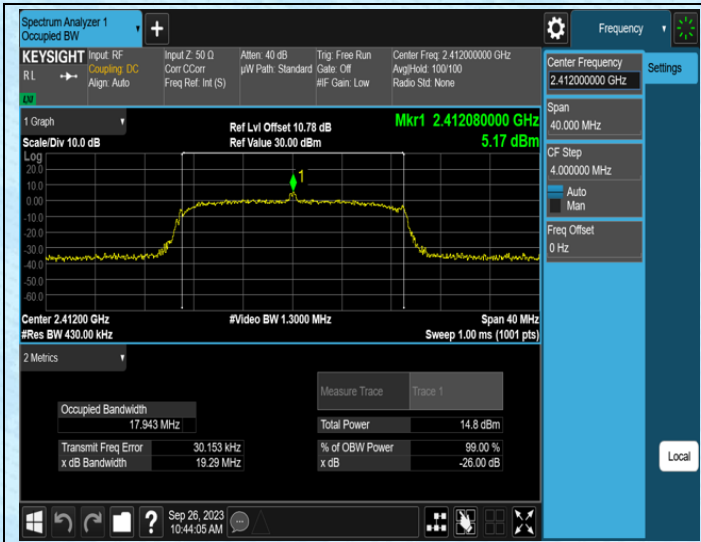 Spectrum Analyzer 1
Occupied BW
Frequency
KEYSIGHT
R L
LXI
Input: RF
Coupling: DC
Align: Auto
Input Z: 50 Ω
Corr CCorr
Freq Ref: Int (S)
Atten: 40 dB
µW Path: Standard
Trig: Free Run
Gate: Off
#IF Gain: Low
Center Freq: 2.412000000 GHz
Avg|Hold: 100/100
Radio Std: None
Center Frequency
2.412000000 GHz
Settings
Span
40.000 MHz
CF Step
4.000000 MHz
Auto
Man
Freq Offset
0 Hz
1 Graph
Scale/Div 10.0 dB
Ref Lvl Offset 10.78 dB
Ref Value 30.00 dBm
Mkr1 2.412080000 GHz
5.17 dBm
Log
20.0
10.0
0.00
-10.0
-20.0
-30.0
-40.0
-50.0
-60.0
1
Center 2.41200 GHz
#Res BW 430.00 kHz
#Video BW 1.3000 MHz
Span 40 MHz
Sweep 1.00 ms (1001 pts)
2 Metrics
Measure Trace Trace 1
Occupied Bandwidth
17.943 MHz
Total Power 14.8 dBm
Transmit Freq Error 30.153 kHz
% of OBW Power 99.00 %
x dB Bandwidth 19.29 MHz
x dB -26.00 dB
Local
?
Sep 26, 2023
10:44:05 AM